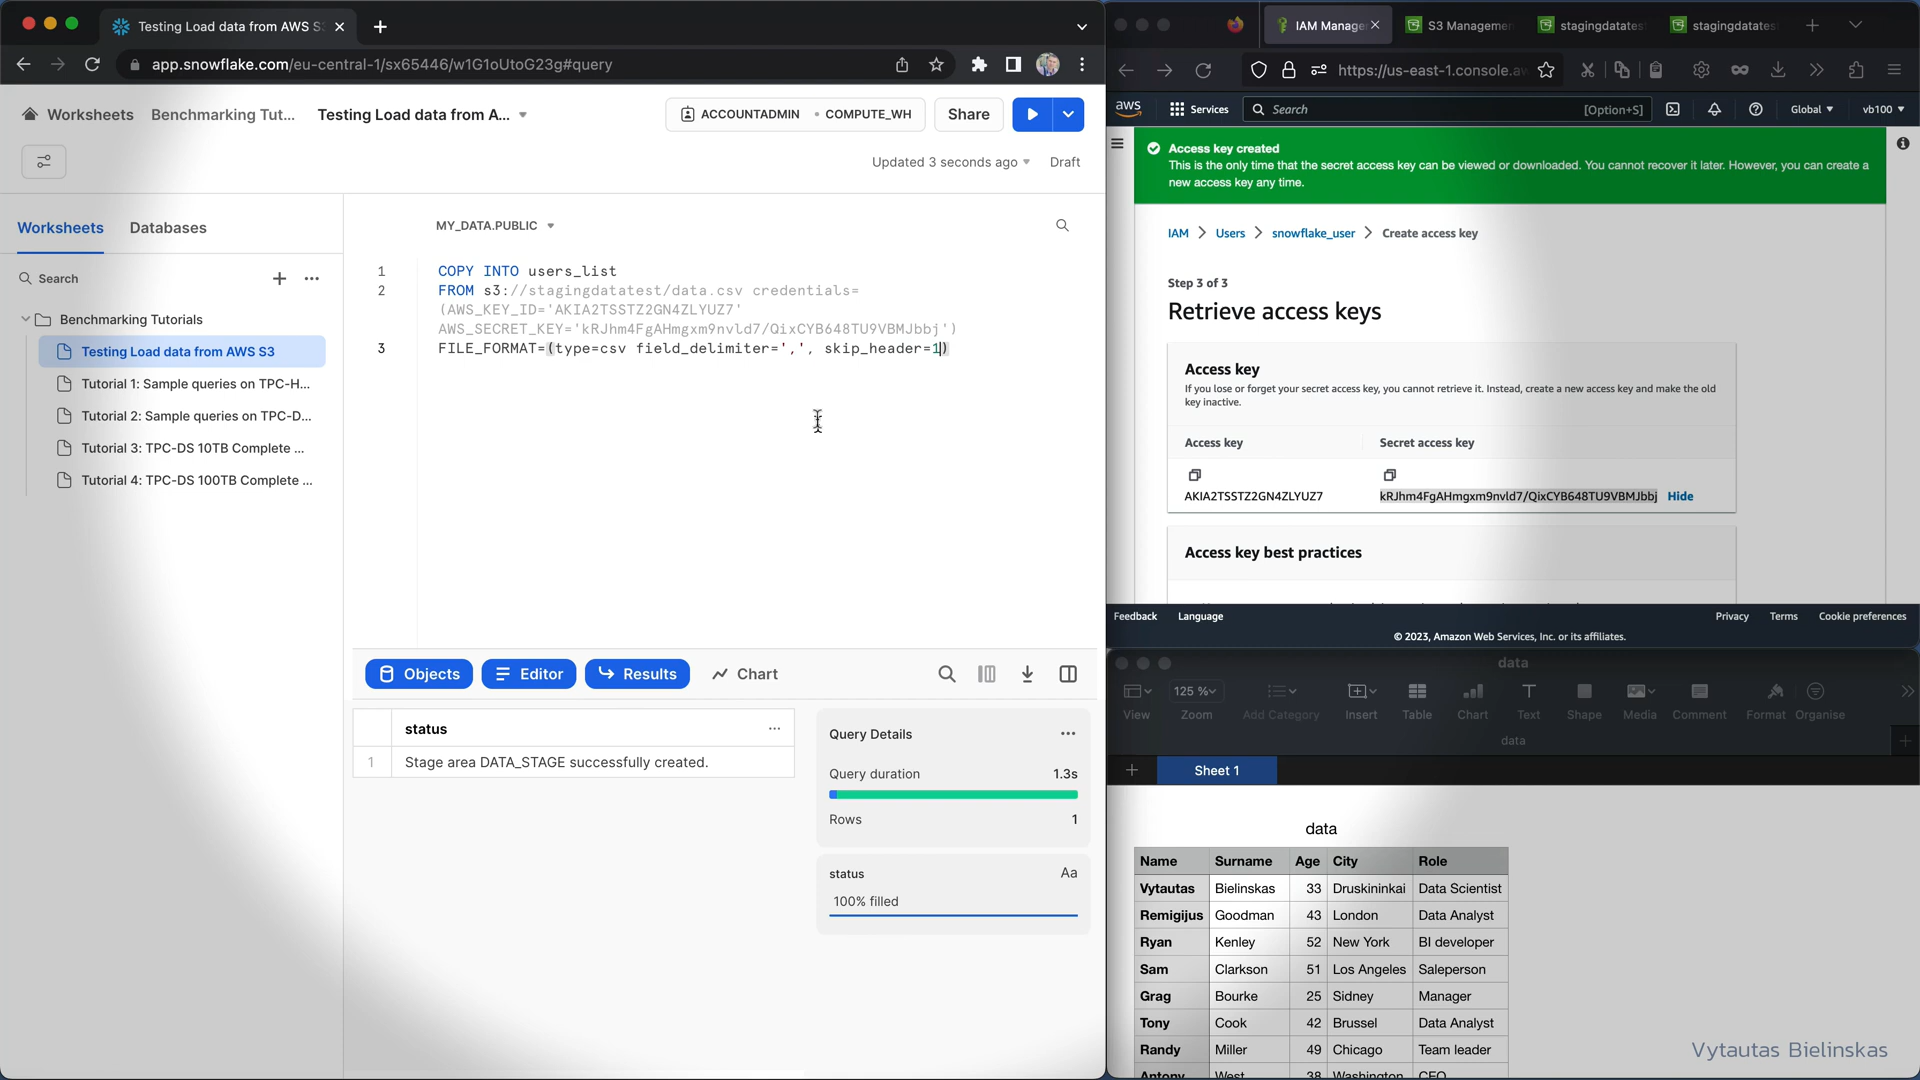 Testing Load data from AWS S
app.snowflake.com/eu-central-1/sx65446/w1G1oUtoG23g#query
Worksheets
Benchmarking Tut...
Testing Load data from A...
ACCOUNTADMIN
COMPUTE_WH
Share
Updated 3 seconds ago
Draft
Worksheets
Databases
Search
Benchmarking Tutorials
Testing Load data from AWS S3
Tutorial 1: Sample queries on TPC-H...
Tutorial 2: Sample queries on TPC-D...
Tutorial 3: TPC-DS 10TB Complete ...
Tutorial 4: TPC-DS 100TB Complete ...
MY_DATA.PUBLIC
1 COPY INTO users_list
2 FROM s3://stagingdatatest/data.csv credentials=
(AWS_KEY_ID='AKIA2TSSTZ2GN4ZLYUZ7'
AWS_SECRET_KEY='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')
3 FILE_FORMAT=(type=csv field_delimiter=',', skip_header=1)
Objects
Editor
Results
Chart
status
1 Stage area DATA_STAGE successfully created.
Query Details
Query duration 1.3s
Rows 1
status Aa
100% filled
IAM Manage
S3 Managemen
stagingdatates
stagingdatates
https://us-east-1.console.aw
aws
Services
Search
[Option+S]
Global
vb100
Access key created
This is the only time that the secret access key can be viewed or downloaded. You cannot recover it later. However, you can create a
new access key any time.
IAM
Users
snowflake_user
Create access key
Step 3 of 3
Retrieve access keys
Access key
If you lose or forget your secret access key, you cannot retrieve it. Instead, create a new access key and make the old
key inactive.
Access key
Secret access key
AKIA2TSSTZ2GN4ZLYUZ7
kRJhm4FgAHmgxm9nvld7/QixCYB648TU9VBMJbbj Hide
Access key best practices
Feedback
Language
Privacy
Terms
Cookie preferences
© 2023, Amazon Web Services, Inc. or its affiliates.
data
125 %
View
Zoom
Add Category
Insert
Table
Chart
Text
Shape
Media
Comment
Format
Organise
data
Sheet 1
data
Name Surname Age City Role
Vytautas Bielinskas 33 Druskininkai Data Scientist
Remigijus Goodman 43 London Data Analyst
Ryan Kenley 52 New York BI developer
Sam Clarkson 51 Los Angeles Saleperson
Grag Bourke 25 Sidney Manager
Tony Cook 42 Brussel Data Analyst
Randy Miller 49 Chicago Team leader
Antony West 38 Washington CEO
Vytautas Bielinskas